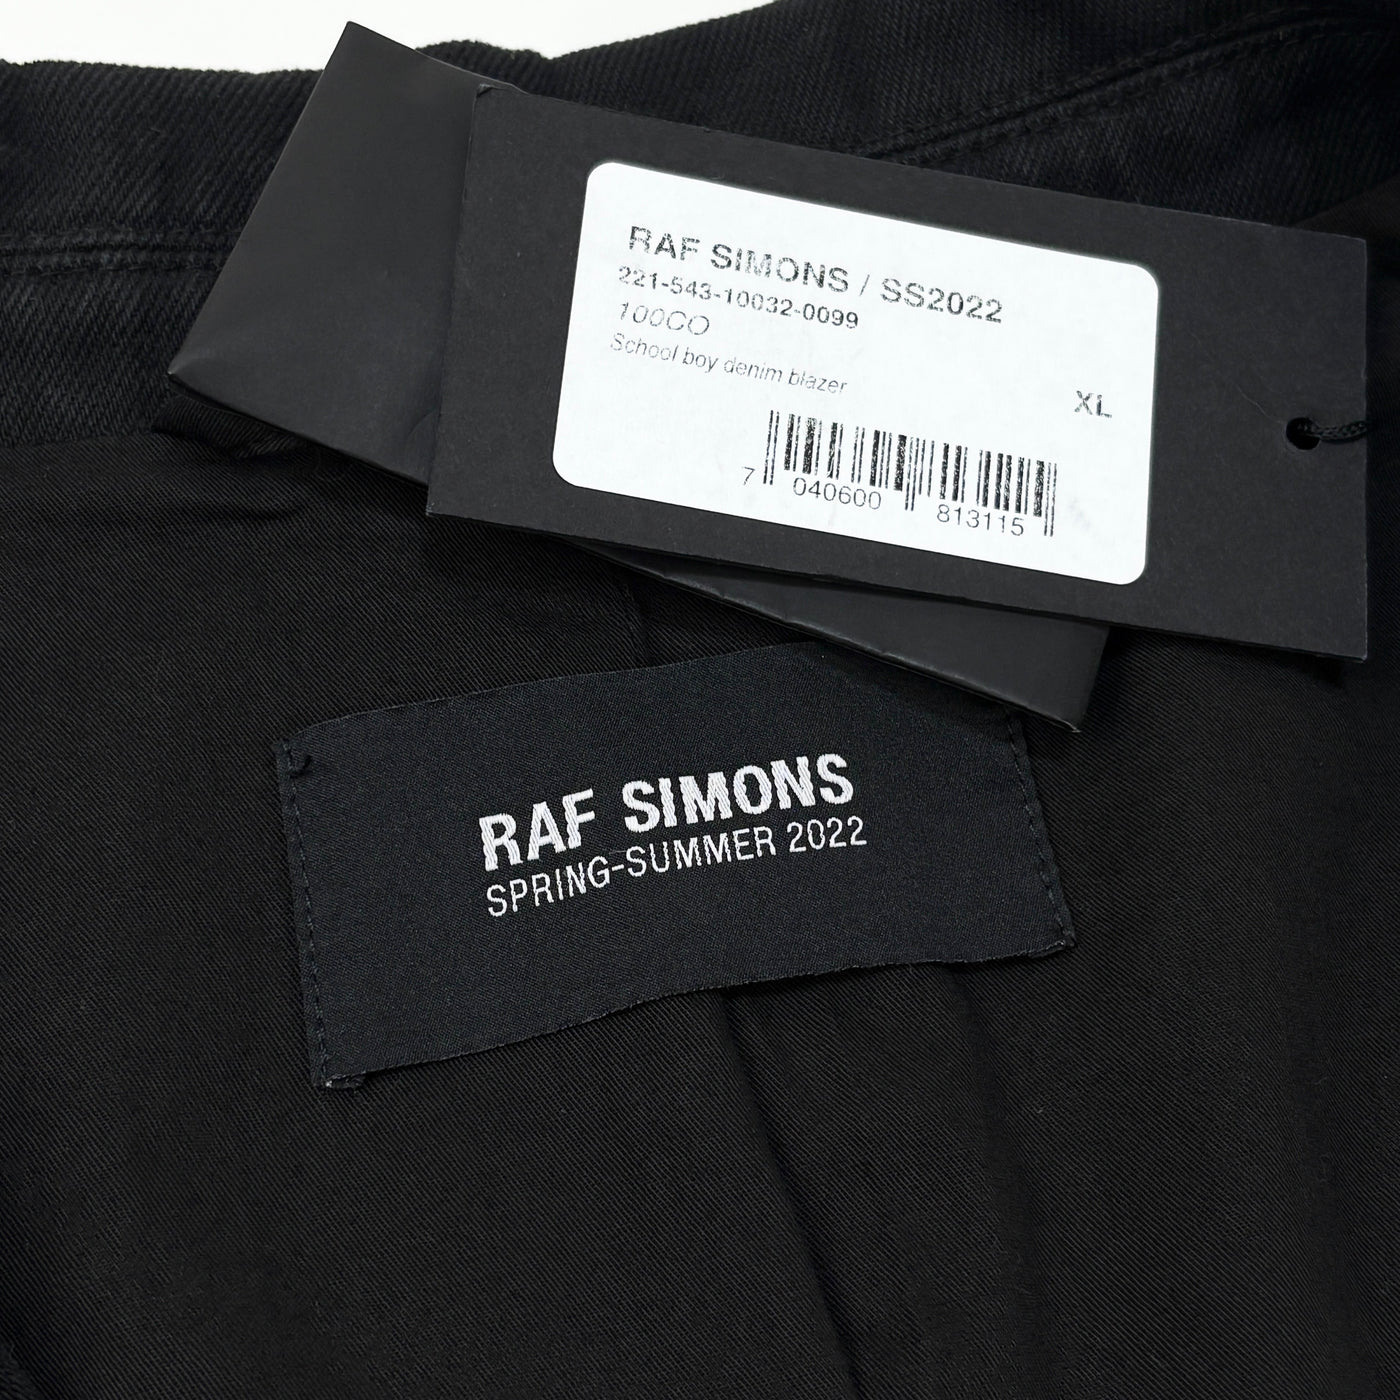 RAF SIMONS / SS2022
221-543-10032-0099
100CO
School boy denim blazer
XL
7 040600 813115
RAF SIMONS
SPRING-SUMMER 2022